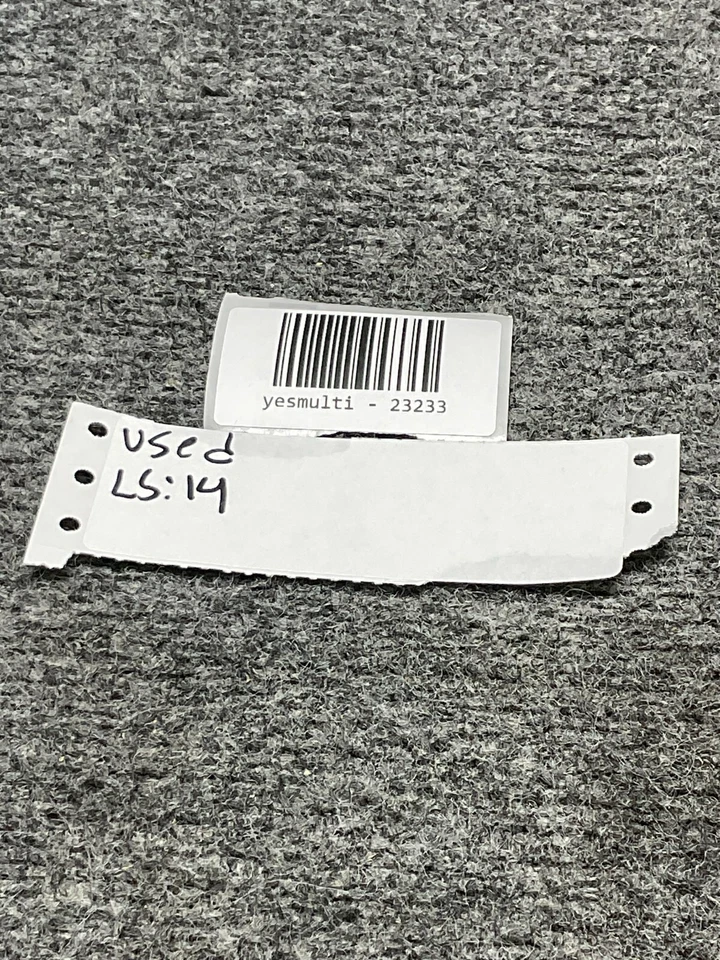 yesmulti - 23233
used
LS:14